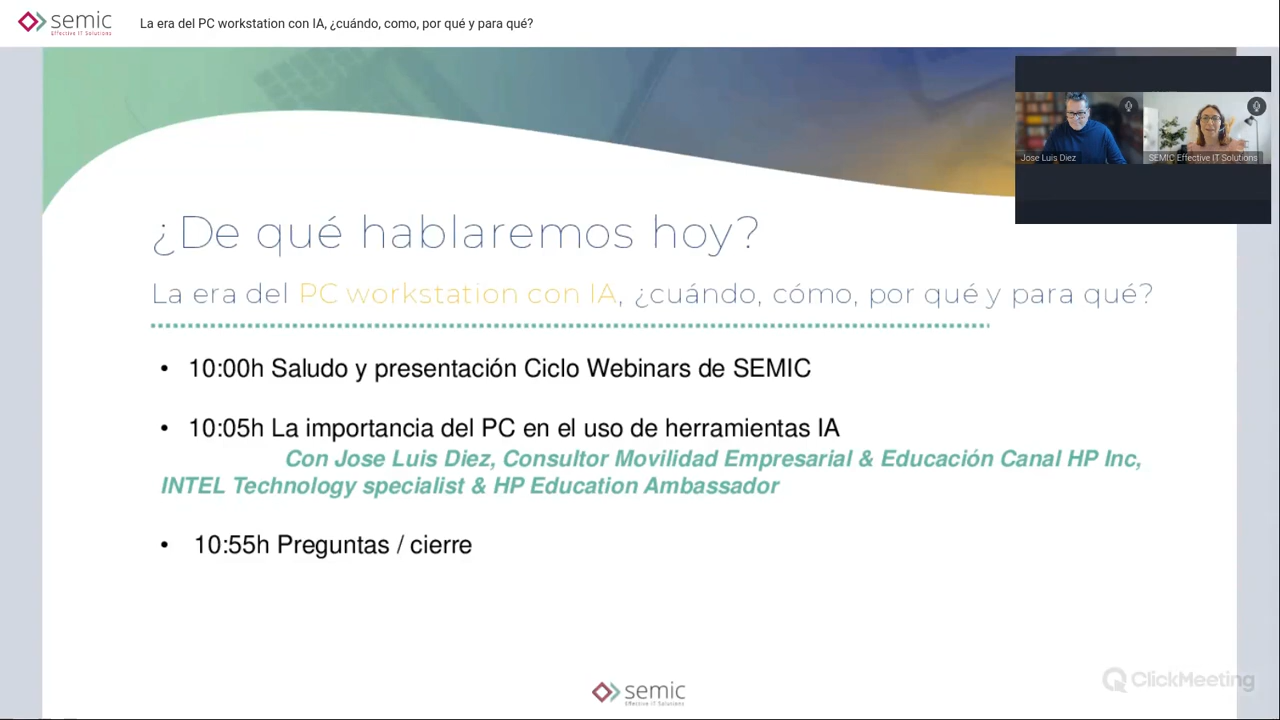 semic
Effective IT Solutions
La era del PC workstation con IA, ¿cuándo, como, por qué y para qué?
Jose Luis Diez
SEMIC Effective IT Solutions
¿De qué hablaremos hoy?
La era del PC workstation con IA, ¿cuándo, cómo, por qué y para qué?
• 10:00h Saludo y presentación Ciclo Webinars de SEMIC
• 10:05h La importancia del PC en el uso de herramientas IA
Con Jose Luis Diez, Consultor Movilidad Empresarial & Educación Canal HP Inc,
INTEL Technology specialist & HP Education Ambassador
• 10:55h Preguntas / cierre
semic
Effective IT Solutions
ClickMeeting